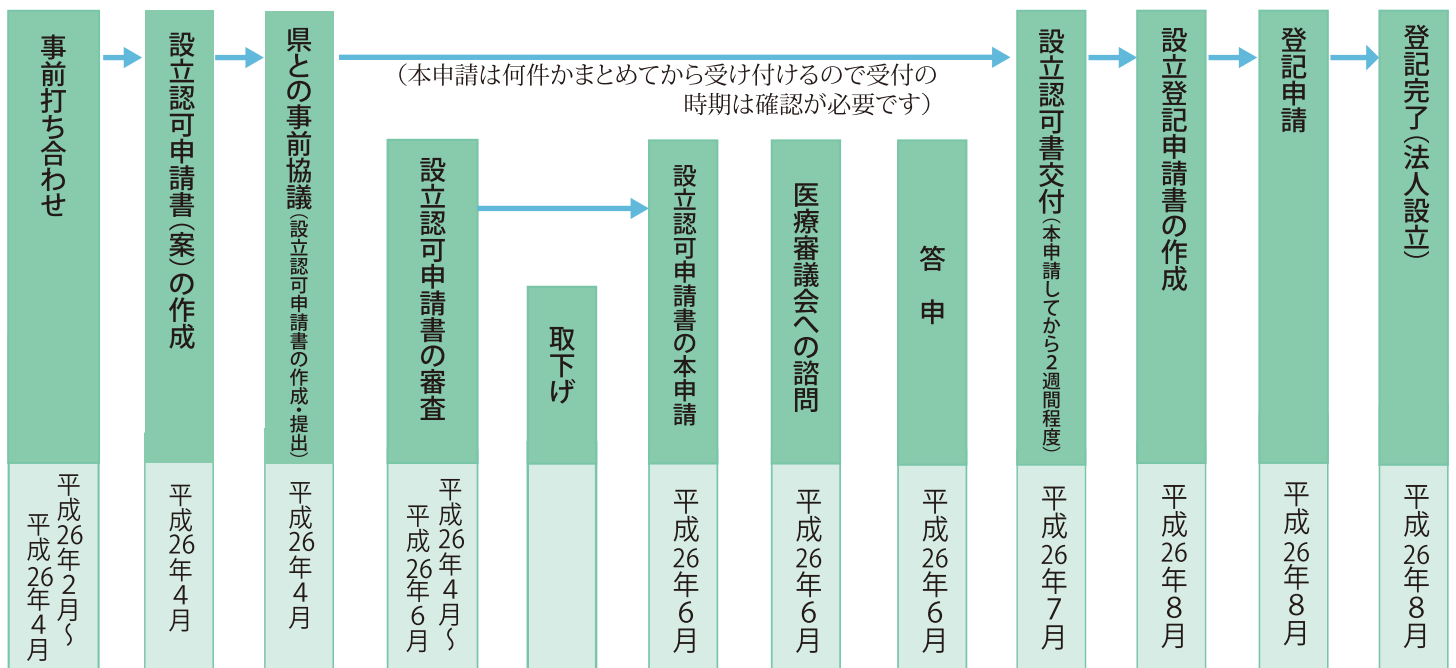 事前打ち合わせ
平成26年2月~
平成26年4月
設立認可申請書(案)の作成
平成26年4月
県との事前協議(設立認可申請書の作成・提出)
平成26年4月
(本申請は何件かまとめてから受け付けるので受付の
時期は確認が必要です)
設立認可申請書の審査
平成26年4月~
平成26年6月
取下げ
設立認可申請書の本申請
平成26年6月
医療審議会への諮問
平成26年6月
答申
平成26年6月
設立認可書交付(本申請してから2週間程度)
平成26年7月
設立登記申請書の作成
平成26年8月
登記申請
平成26年8月
登記完了(法人設立)
平成26年8月